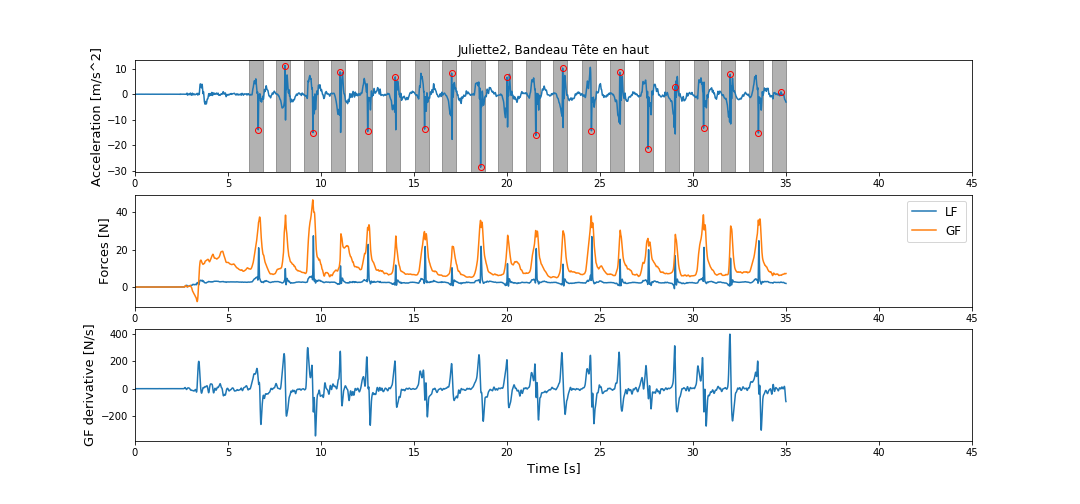 Juliette2, Bandeau Tête en haut
Acceleration [m/s^2]
10
0
−10
−20
−30
0 5 10 15 20 25 30 35 40 45
Forces [N]
40
20
0
LF
GF
0 5 10 15 20 25 30 35 40 45
GF derivative [N/s]
400
200
0
−200
0 5 10 15 20 25 30 35 40 45
Time [s]